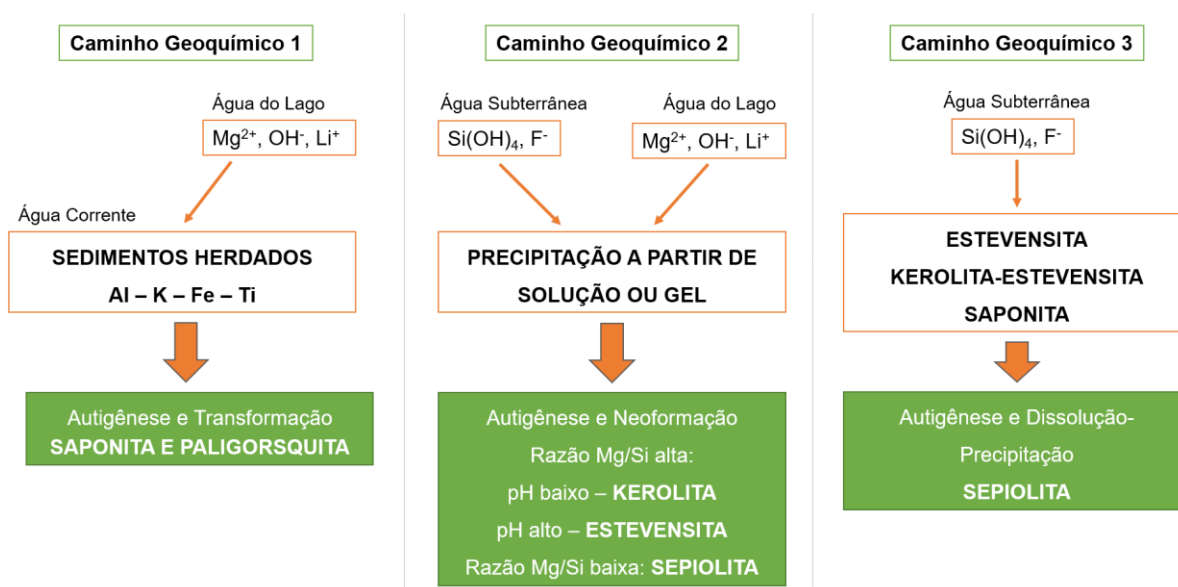 Caminho Geoquímico 1
Água do Lago
Mg²⁺, OH⁻, Li⁺
Água Corrente
SEDIMENTOS HERDADOS
Al – K – Fe – Ti
Autigênese e Transformação
SAPONITA E PALIGORSQUITA
Caminho Geoquímico 2
Água Subterrânea
Si(OH)₄, F⁻
Água do Lago
Mg²⁺, OH⁻, Li⁺
PRECIPITAÇÃO A PARTIR DE
SOLUÇÃO OU GEL
Autigênese e Neoformação
Razão Mg/Si alta:
pH baixo – KEROLITA
pH alto – ESTEVENSITA
Razão Mg/Si baixa: SEPIOLITA
Caminho Geoquímico 3
Água Subterrânea
Si(OH)₄, F⁻
ESTEVENSITA
KEROLITA-ESTEVENSITA
SAPONITA
Autigênese e Dissolução-
Precipitação
SEPIOLITA